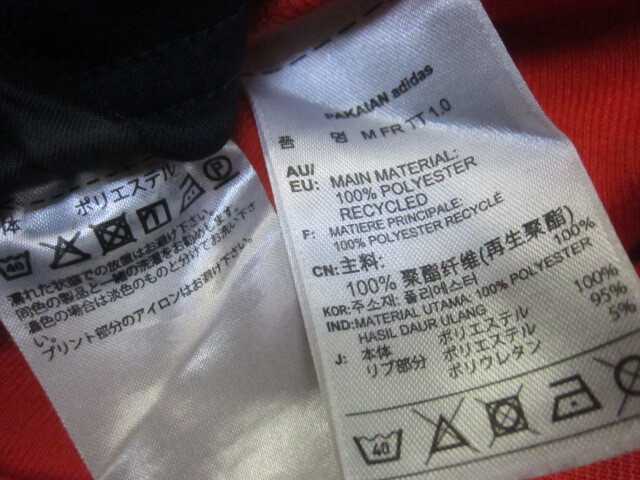 本体 ポリエステル
40
濡れた状態での放置はお避け下さい。
同色の製品と一緒の洗濯をお勧めします。
濃色の場合は淡色のものと分けてお洗い下さ
い。
プリント部分のアイロンはお避け下さい。
PAKAIAN adidas
품 명 M FR TT 1.0
AU/
EU: MAIN MATERIAL:
100% POLYESTER
RECYCLED
F: MATIERE PRINCIPALE:
100% POLYESTER RECYCLÉ
CN: 主料:
100% 聚酯纤维(再生聚酯)
KOR: 주소재: 폴리에스터 100%
IND: MATERIAL UTAMA: 100% POLYESTER
HASIL DAUR ULANG
J: 本体 ポリエステル 100%
リブ部分 ポリエステル 95%
ポリウレタン 5%
40